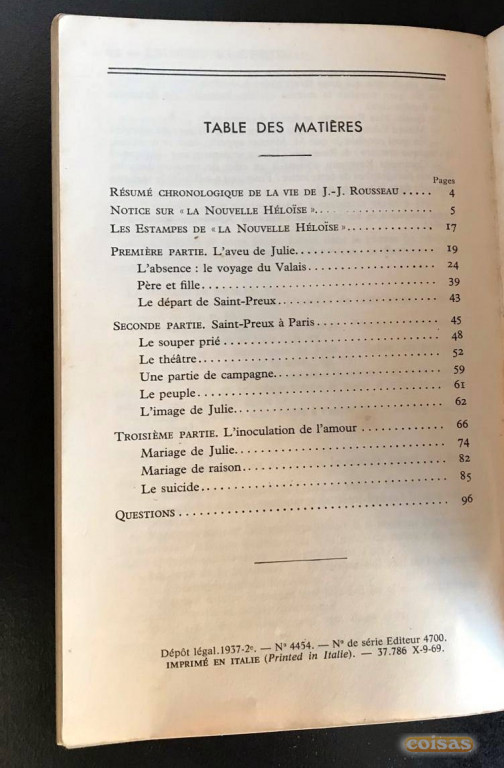 TABLE DES MATIÈRES
Pages
RÉSUMÉ CHRONOLOGIQUE DE LA VIE DE J.-J. ROUSSEAU ..... 4
NOTICE SUR « LA NOUVELLE HÉLOÏSE »..................... 5
LES ESTAMPES DE « LA NOUVELLE HÉLOÏSE »................ 17
PREMIÈRE PARTIE. L'aveu de Julie......................... 19
L'absence : le voyage du Valais....................... 24
Père et fille........................................ 39
Le départ de Saint-Preux............................. 43
SECONDE PARTIE. Saint-Preux à Paris...................... 45
Le souper prié ...................................... 48
Le théâtre........................................... 52
Une partie de campagne............................... 59
Le peuple............................................ 61
L'image de Julie..................................... 62
TROISIÈME PARTIE. L'inoculation de l'amour .............. 66
Mariage de Julie..................................... 74
Mariage de raison.................................... 82
Le suicide........................................... 85
QUESTIONS ............................................... 96
Dépôt légal.1937-2e. — N° 4454. — N° de série Editeur 4700.
IMPRIMÉ EN ITALIE (Printed in Italie). — 37.786 X-9-69.
coisas